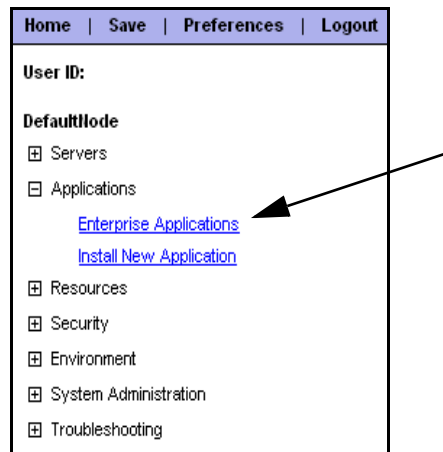 Home | Save | Preferences | Logout
User ID:
DefaultNode
Servers
Applications
Enterprise Applications
Install New Application
Resources
Security
Environment
System Administration
Troubleshooting